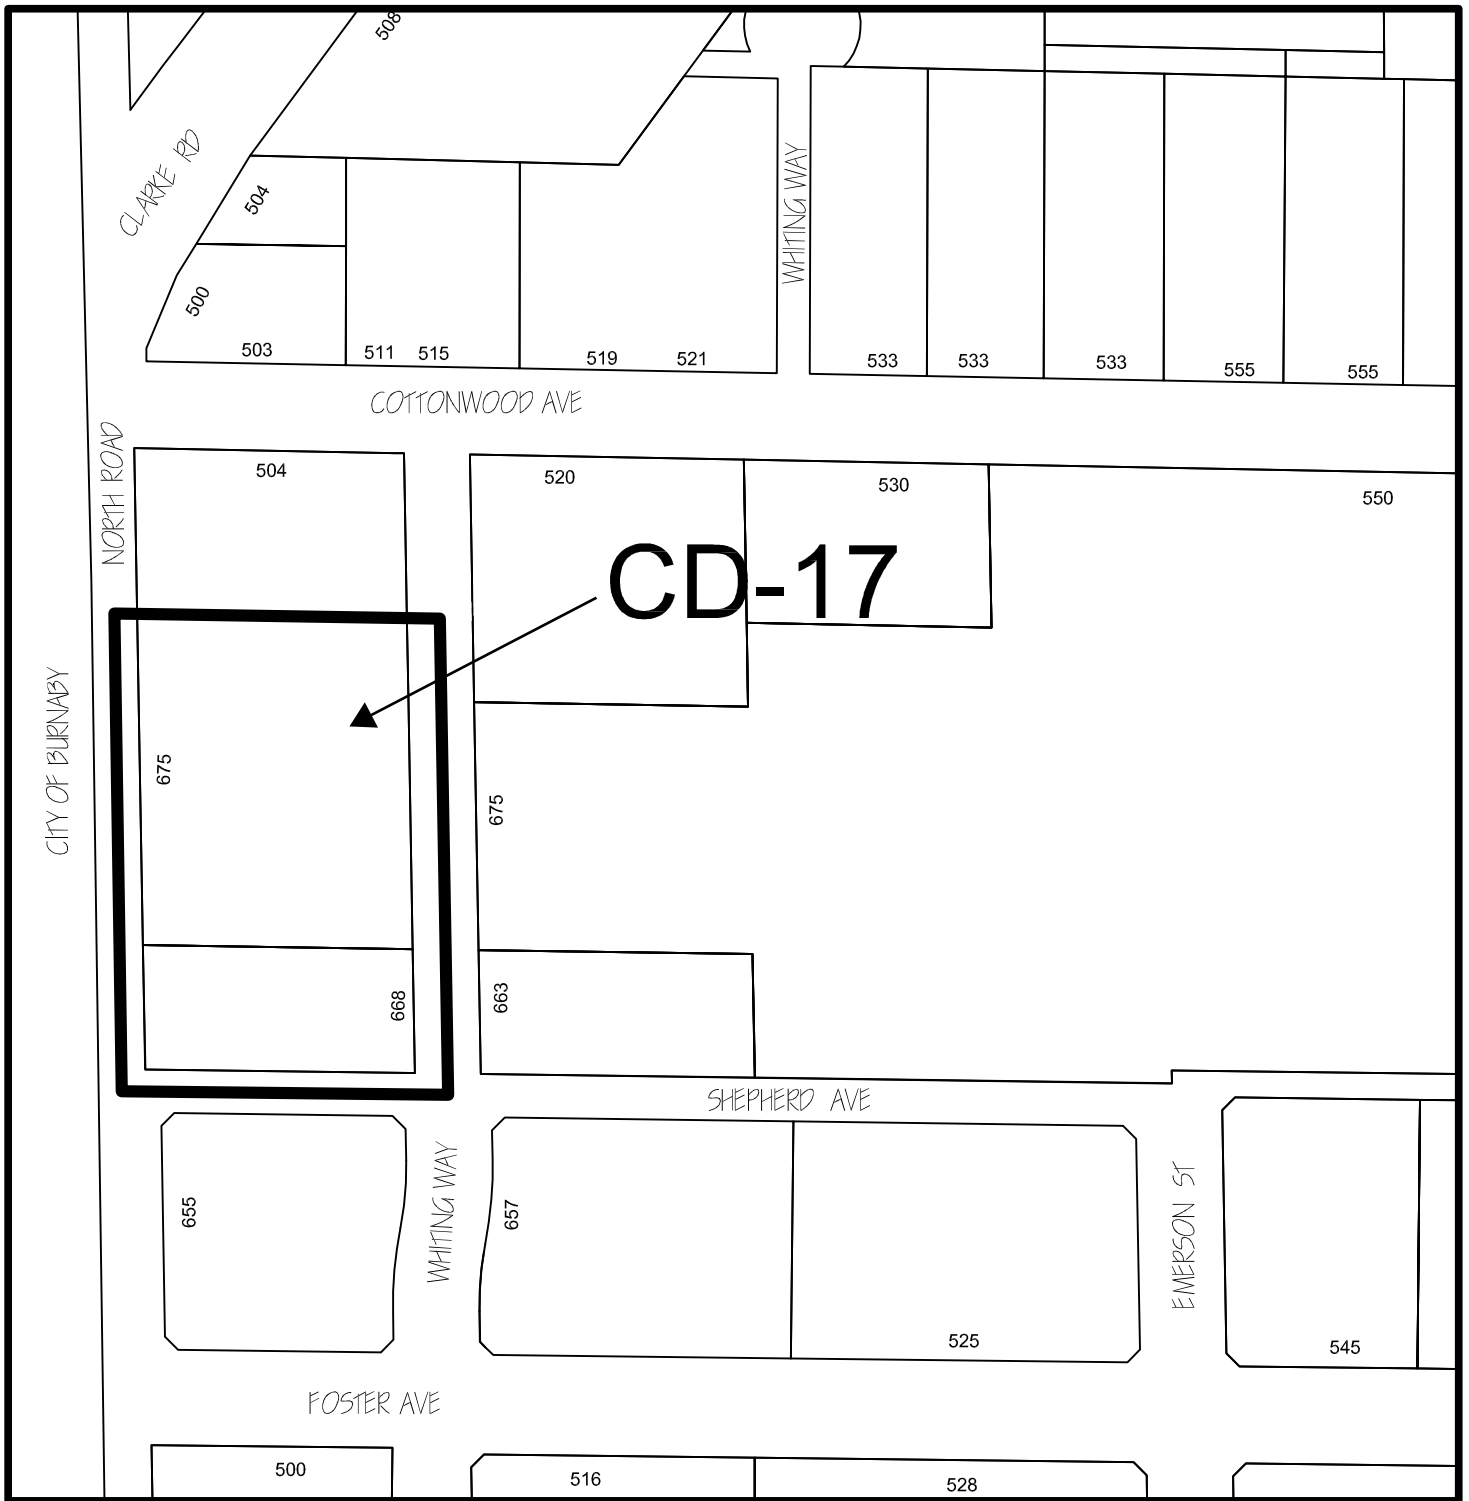 508
CLARKE RD
504
500
503
511
515
519
521
WHITING WAY
533
533
533
555
555
COTTONWOOD AVE
NORTH ROAD
504
520
530
550
CD-17
CITY OF BURNABY
675
675
668
663
SHEPHERD AVE
655
WHITING WAY
657
525
EMERSON ST
545
FOSTER AVE
500
516
528